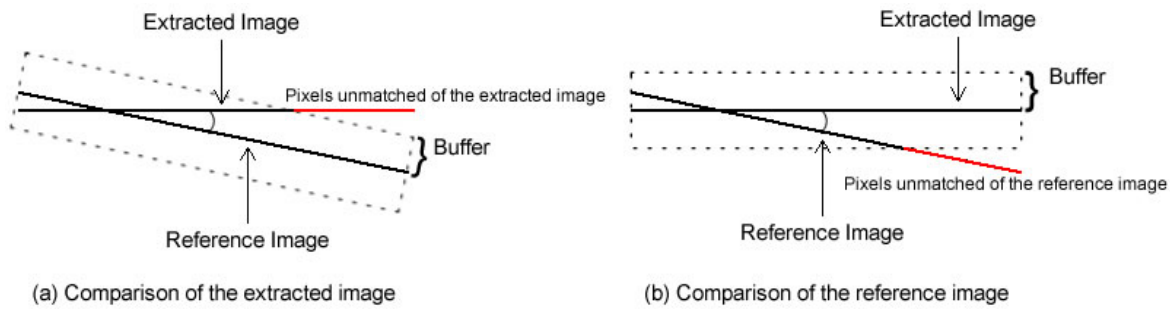 Extracted Image
Pixels unmatched of the extracted image
Buffer
Reference Image
(a) Comparison of the extracted image
Extracted Image
Buffer
Pixels unmatched of the reference image
Reference Image
(b) Comparison of the reference image